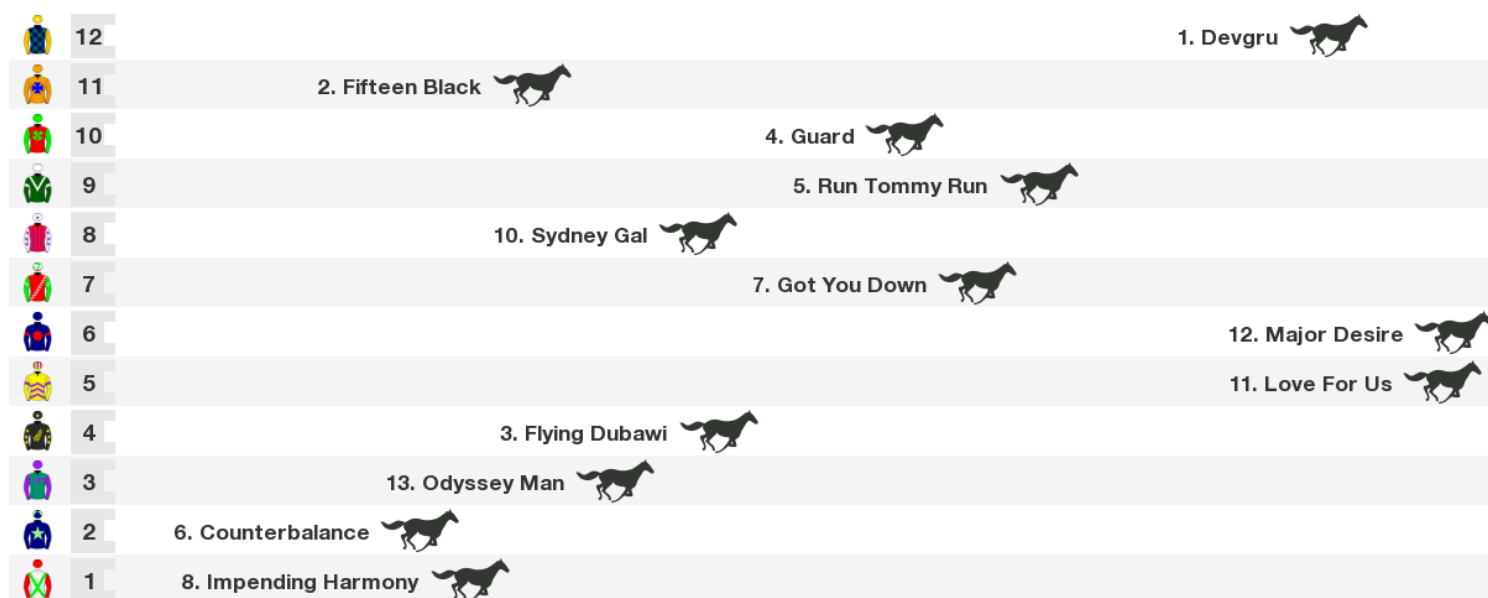 12 1. Devgru
11 2. Fifteen Black
10 4. Guard
9 5. Run Tommy Run
8 10. Sydney Gal
7 7. Got You Down
6 12. Major Desire
5 11. Love For Us
4 3. Flying Dubawi
3 13. Odyssey Man
2 6. Counterbalance
1 8. Impending Harmony